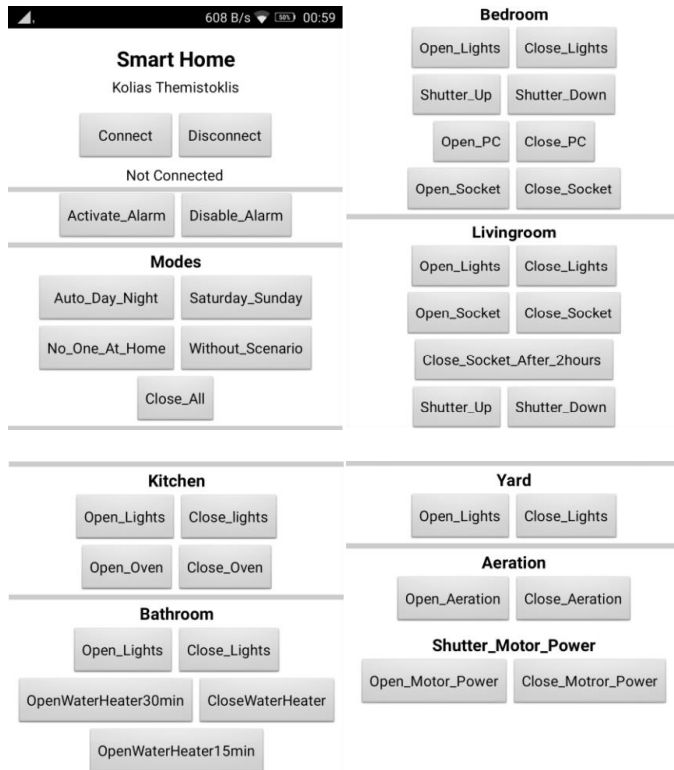 608 B/s 50% 00:59
Smart Home
Kolias Themistoklis
Connect Disconnect
Not Connected
Activate_Alarm Disable_Alarm
Modes
Auto_Day_Night Saturday_Sunday
No_One_At_Home Without_Scenario
Close_All
Bedroom
Open_Lights Close_Lights
Shutter_Up Shutter_Down
Open_PC Close_PC
Open_Socket Close_Socket
Livingroom
Open_Lights Close_Lights
Open_Socket Close_Socket
Close_Socket_After_2hours
Shutter_Up Shutter_Down
Kitchen
Open_Lights Close_lights
Open_Oven Close_Oven
Bathroom
Open_Lights Close_Lights
OpenWaterHeater30min CloseWaterHeater
OpenWaterHeater15min
Yard
Open_Lights Close_Lights
Aeration
Open_Aeration Close_Aeration
Shutter_Motor_Power
Open_Motor_Power Close_Motror_Power